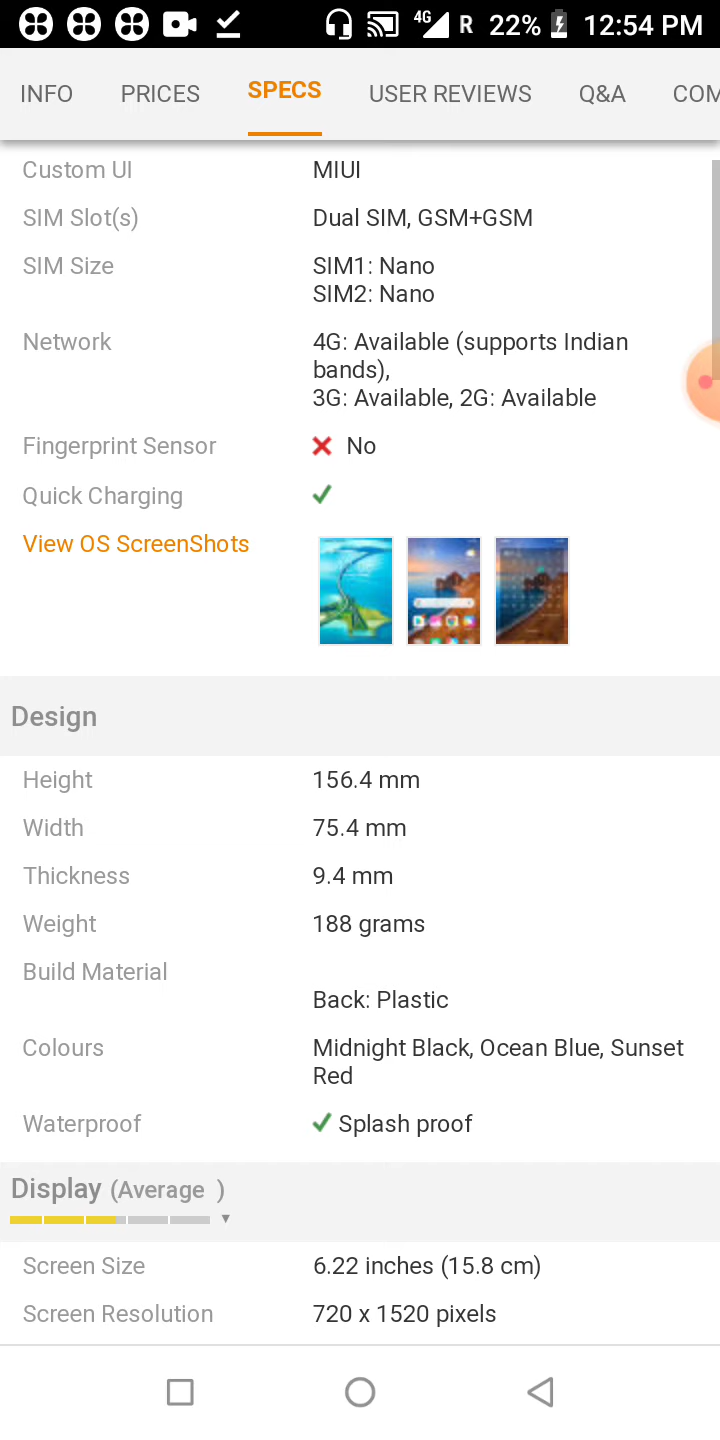 4G R 22% 12:54 PM
INFO PRICES SPECS USER REVIEWS Q&A COM
Custom UI MIUI
SIM Slot(s) Dual SIM, GSM+GSM
SIM Size SIM1: Nano
SIM2: Nano
Network 4G: Available (supports Indian
bands),
3G: Available, 2G: Available
Fingerprint Sensor No
Quick Charging
View OS ScreenShots
Design
Height 156.4 mm
Width 75.4 mm
Thickness 9.4 mm
Weight 188 grams
Build Material
Back: Plastic
Colours Midnight Black, Ocean Blue, Sunset
Red
Waterproof Splash proof
Display (Average )
Screen Size 6.22 inches (15.8 cm)
Screen Resolution 720 x 1520 pixels